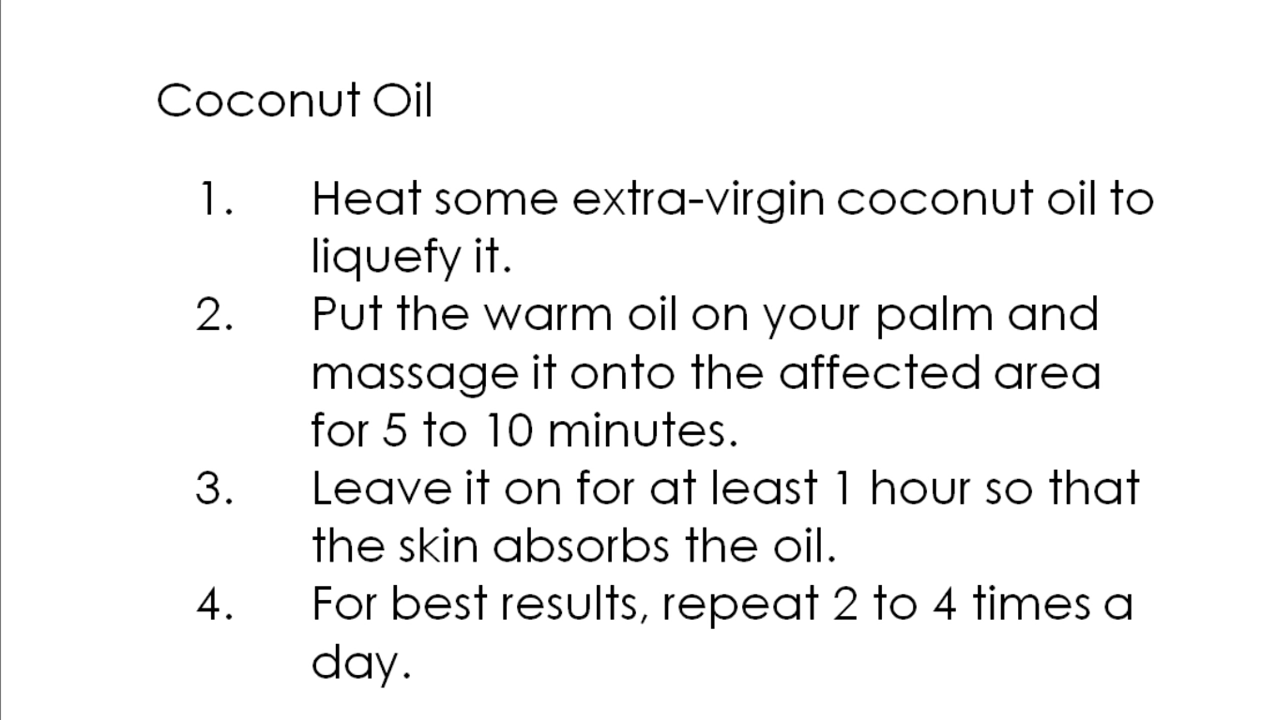 Coconut Oil
1. Heat some extra-virgin coconut oil to
liquefy it.
2. Put the warm oil on your palm and
massage it onto the affected area
for 5 to 10 minutes.
3. Leave it on for at least 1 hour so that
the skin absorbs the oil.
4. For best results, repeat 2 to 4 times a
day.